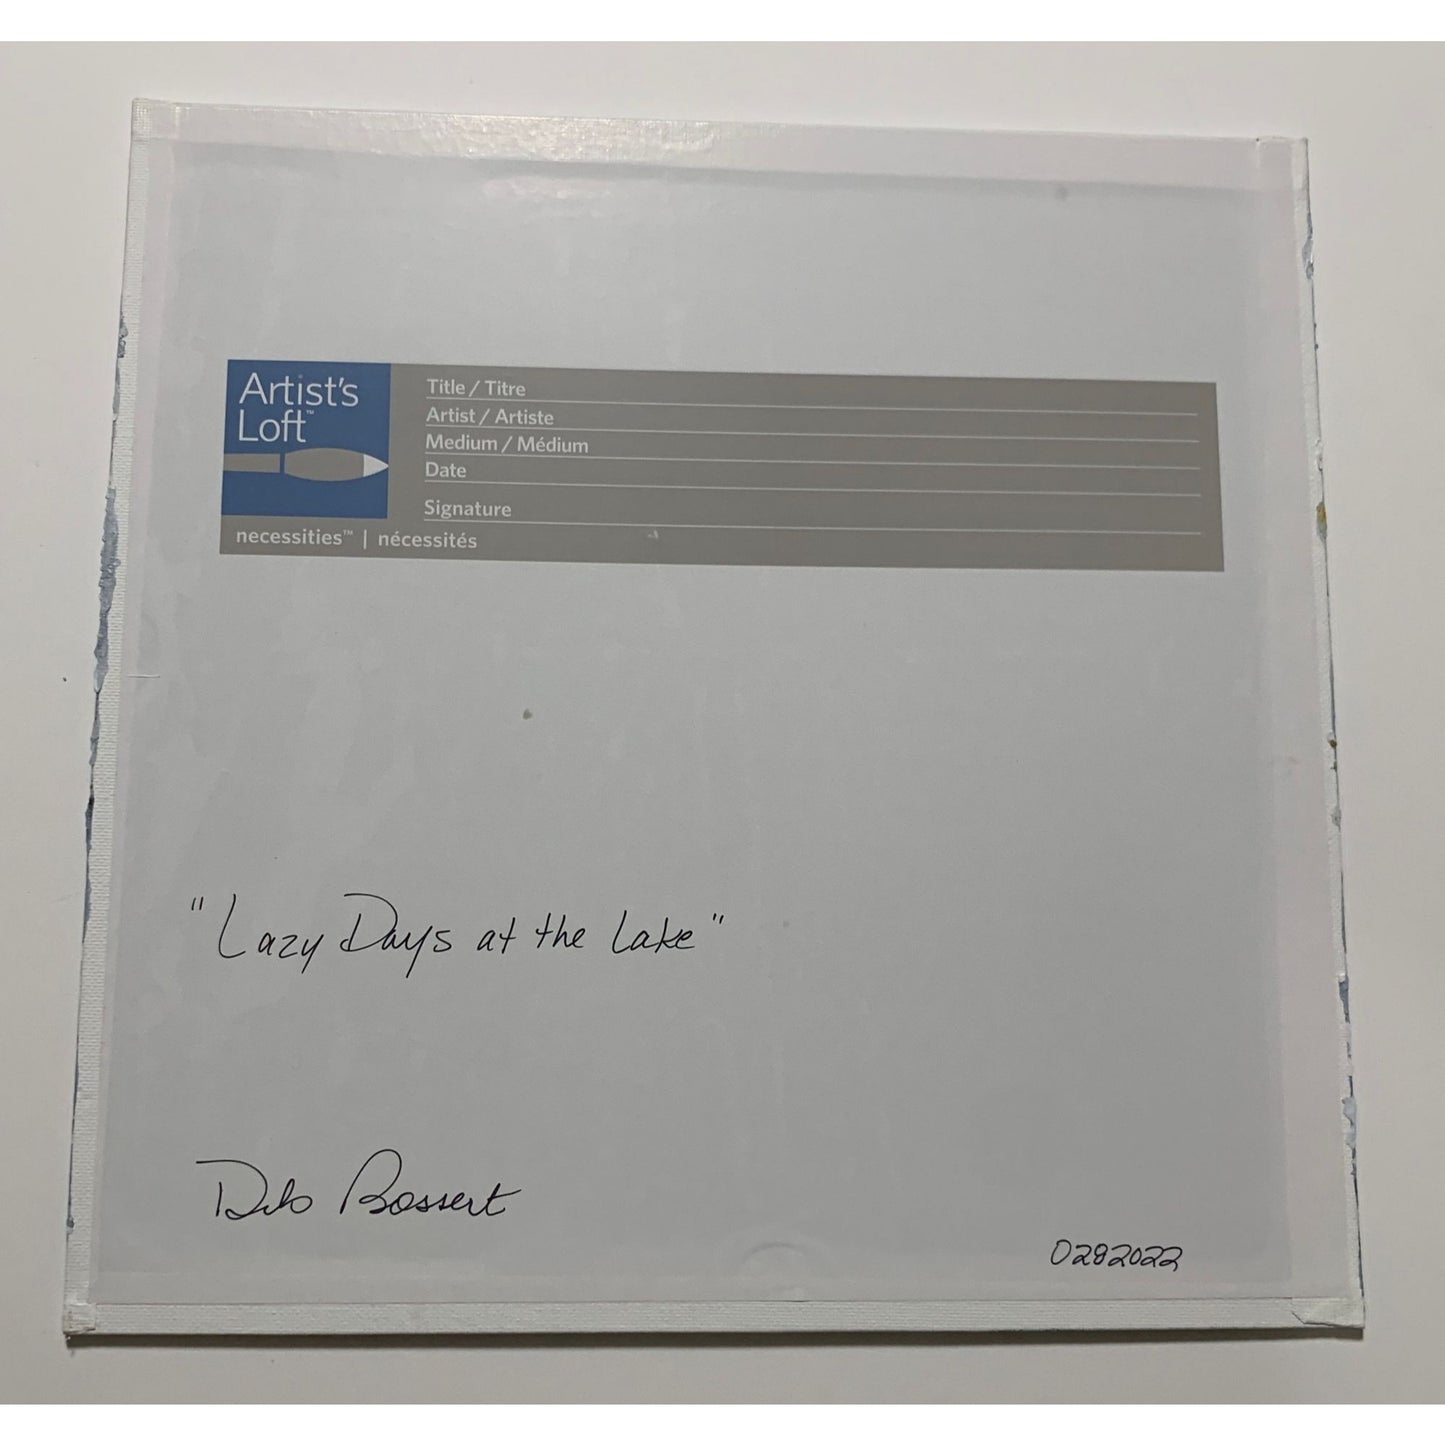 Artist's
Loft™
Title / Titre
Artist / Artiste
Medium / Médium
Date
Signature
necessities™ | nécessités
"Lazy Days at the Lake"
Deb Bossert
0282022